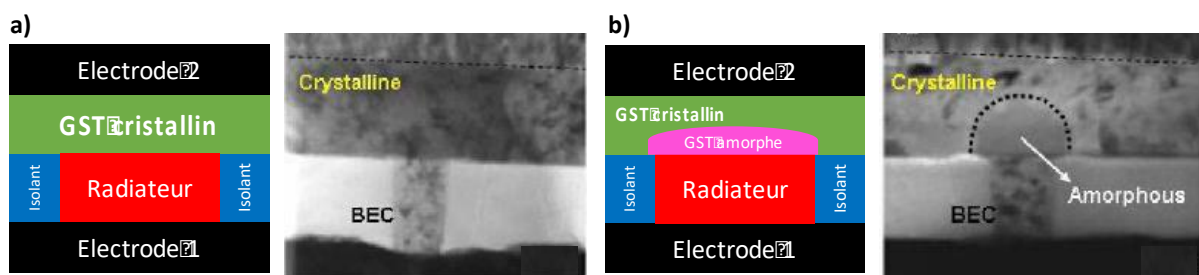 a)
Electrode 2
GST cristallin
Isolant
Radiateur
Isolant
Electrode 1
Crystalline
BEC
b)
Electrode 2
GST cristallin
GST amorphe
Isolant
Radiateur
Isolant
Electrode 1
Crystalline
Amorphous
BEC